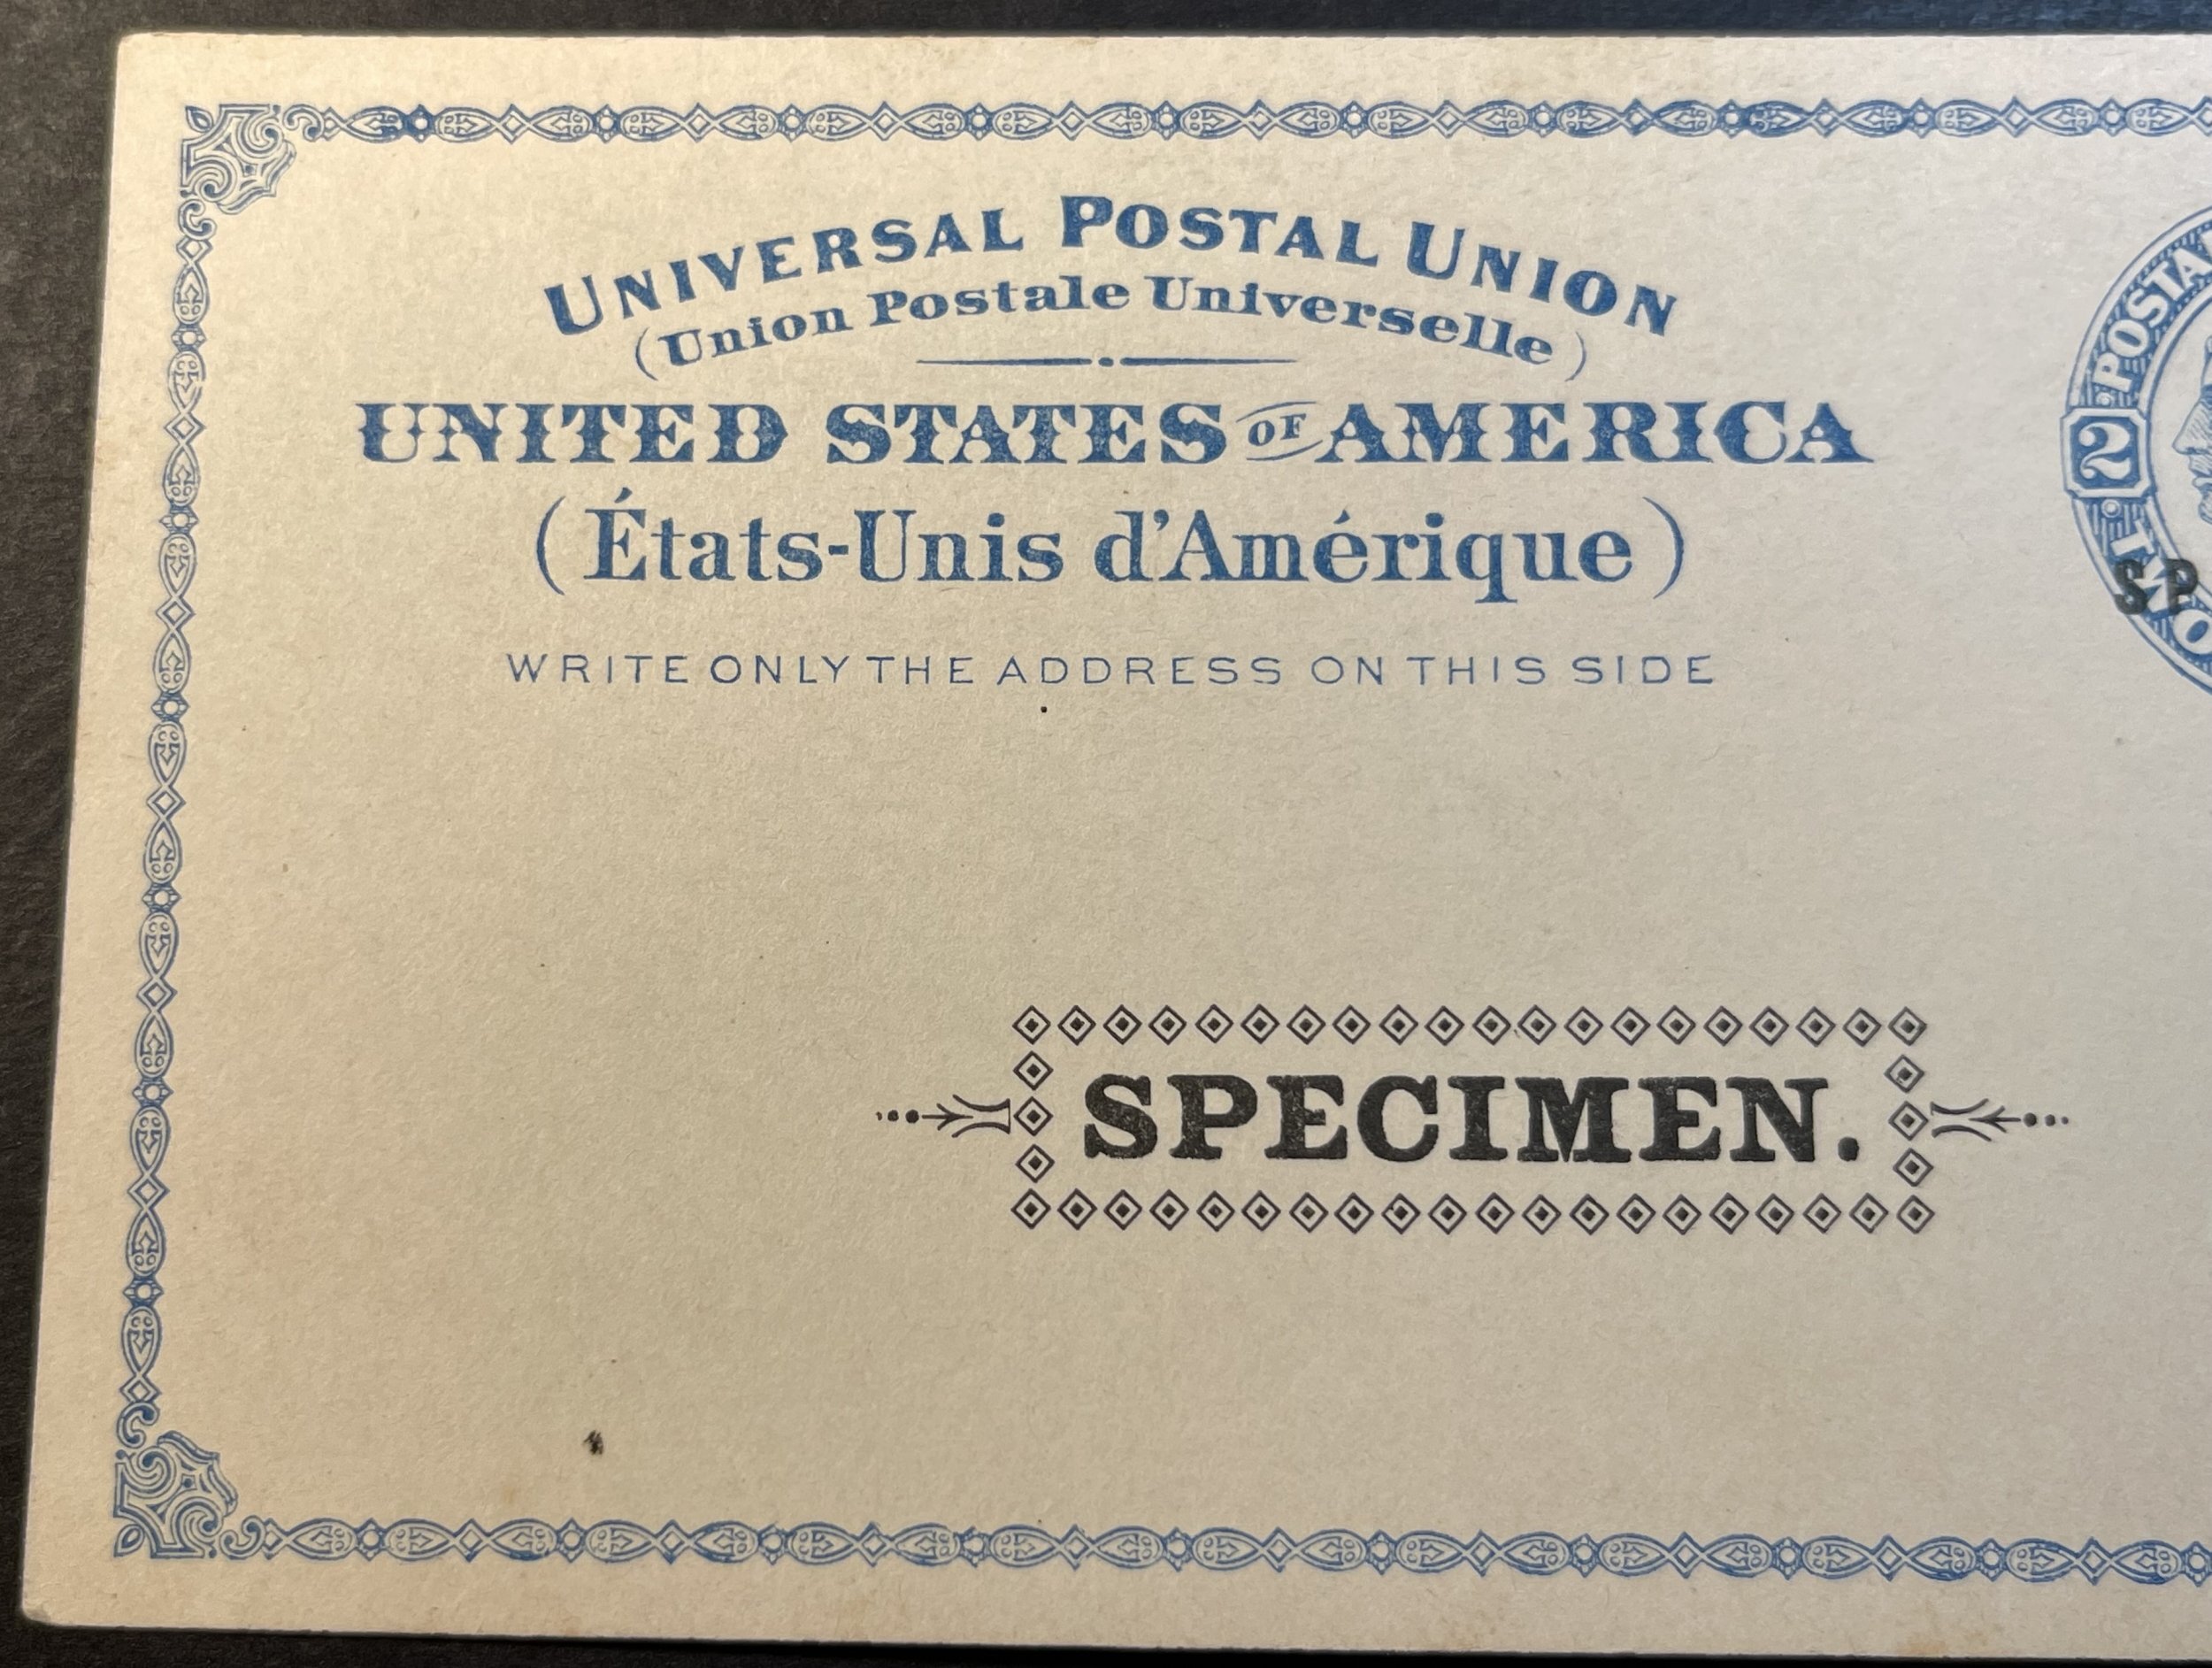 UNIVERSAL POSTAL UNION
(Union Postale Universelle)
UNITED STATES OF AMERICA
(États-Unis d'Amérique)
WRITE ONLY THE ADDRESS ON THIS SIDE
2
SPECIMEN.